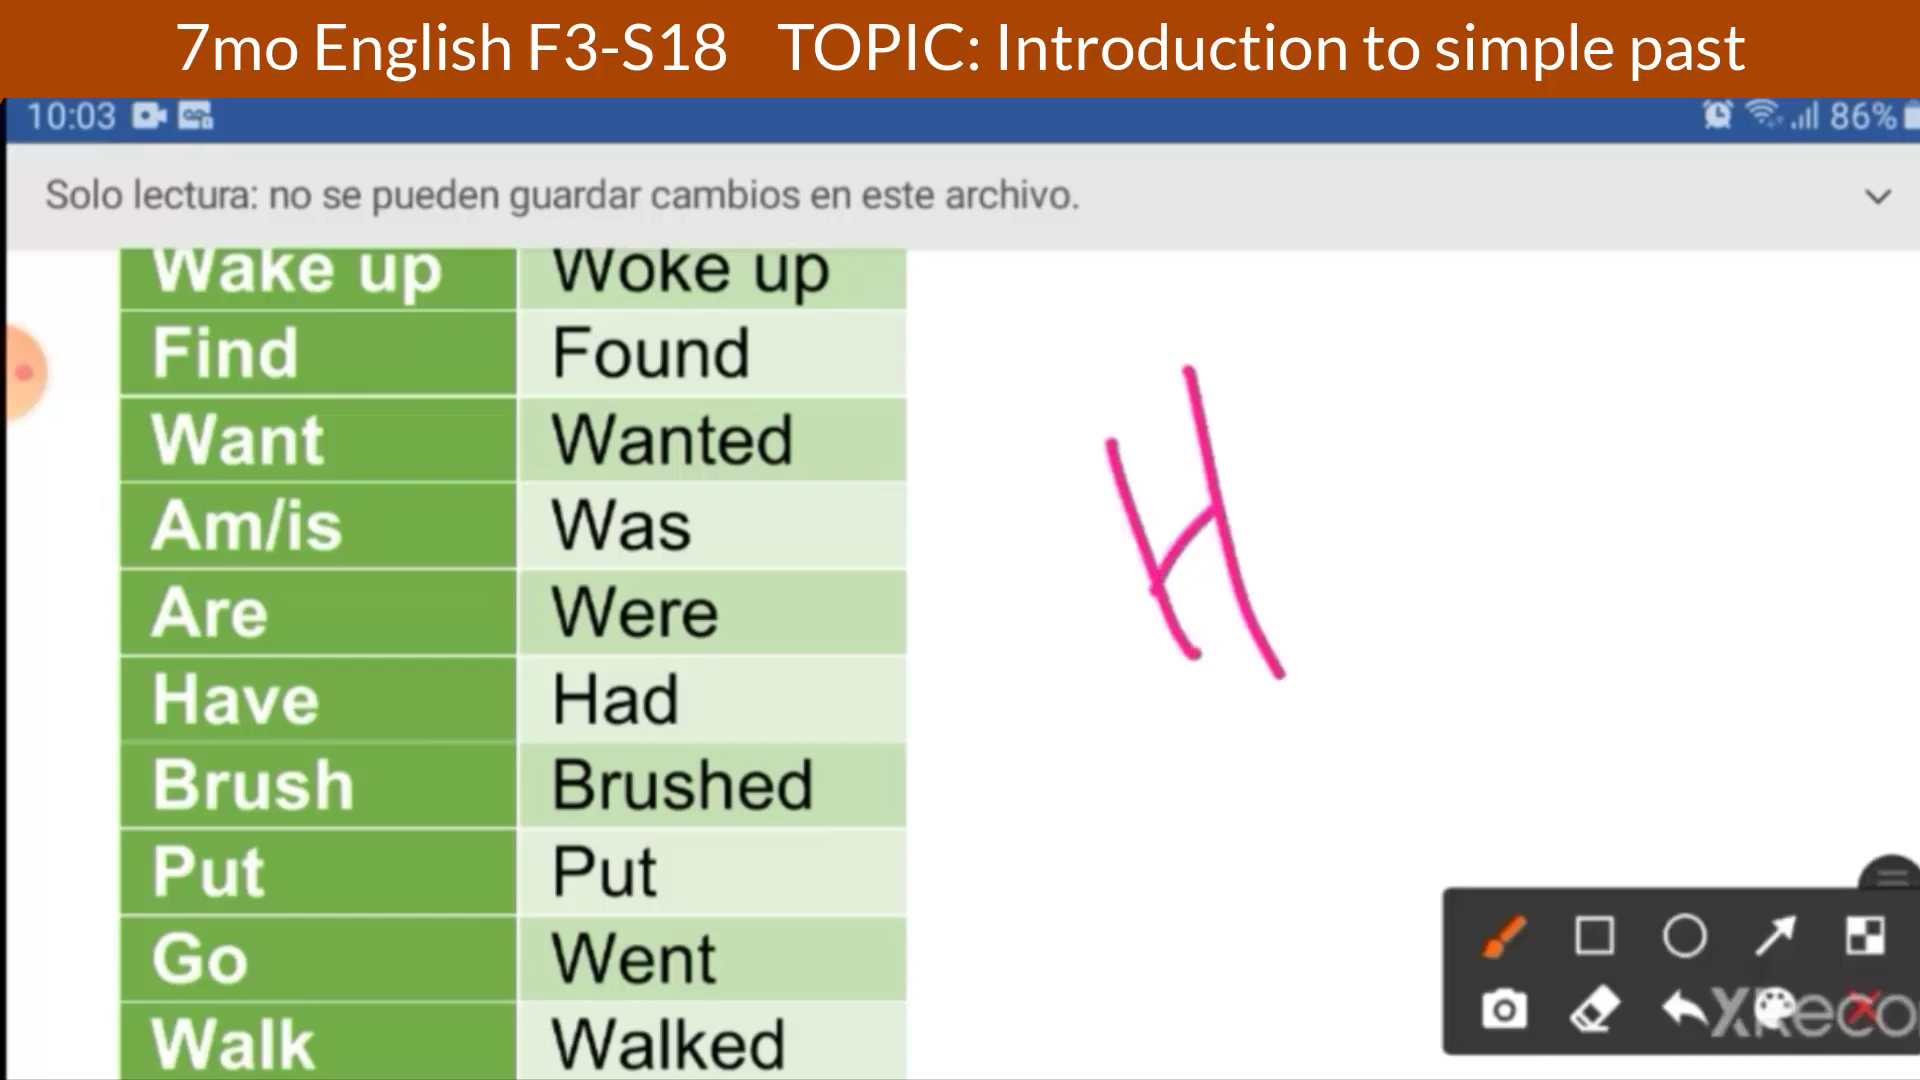 7mo English F3-S18 TOPIC: Introduction to simple past
10:03 86%
Solo lectura: no se pueden guardar cambios en este archivo.
Wake up Woke up
Find Found
Want Wanted
Am/is Was
Are Were
Have Had
Brush Brushed
Put Put
Go Went
Walk Walked
H
XReco